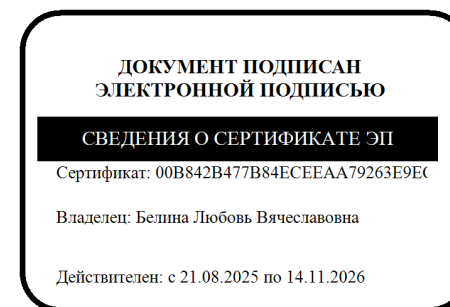 ДОКУМЕНТ ПОДПИСАН
ЭЛЕКТРОННОЙ ПОДПИСЬЮ
СВЕДЕНИЯ О СЕРТИФИКАТЕ ЭП
Сертификат: 00B842B477B84ECEEAA79263E9E
Владелец: Белина Любовь Вячеславовна
Действителен: с 21.08.2025 по 14.11.2026